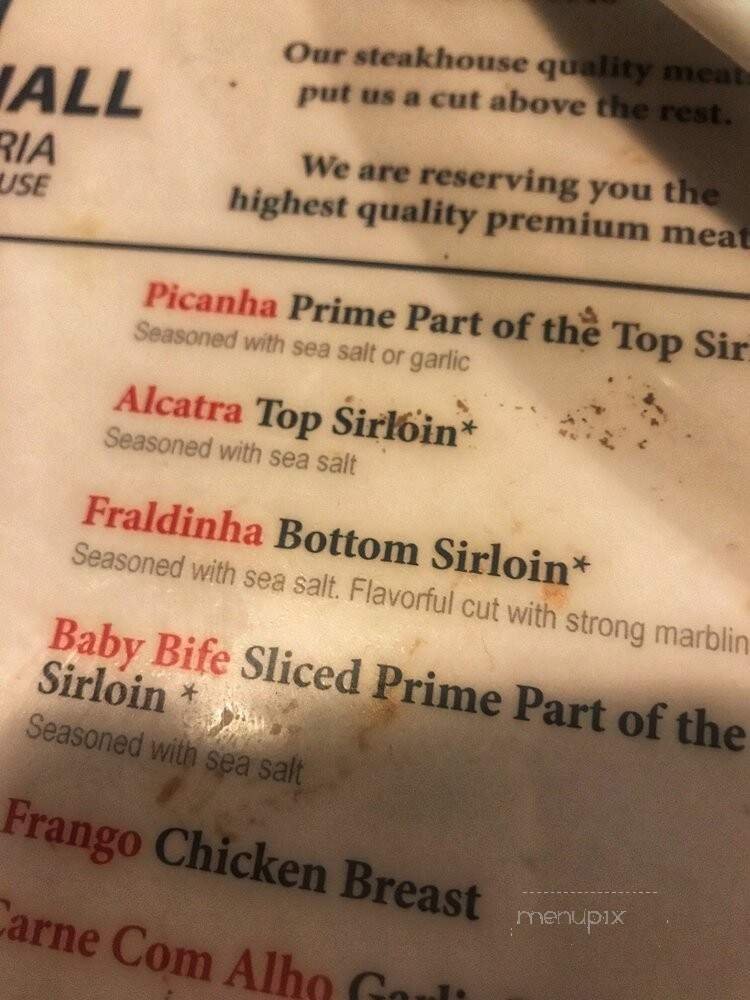 Our steakhouse quality meat
put us a cut above the rest.
ALL
RIA
USE
We are reserving you the
highest quality premium meat
Picanha Prime Part of the Top Sir
Seasoned with sea salt or garlic
Alcatra Top Sirloin*
Seasoned with sea salt
Fraldinha Bottom Sirloin*
Seasoned with sea salt. Flavorful cut with strong marblin
Baby Bife Sliced Prime Part of the
Sirloin *
Seasoned with sea salt
Frango Chicken Breast
menupix
Carne Com Alho Garli